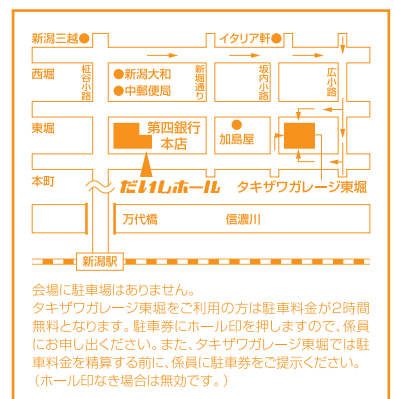 新潟三越●
イタリア軒●
西堀
柾谷小路
●新潟大和
●中郵便局
新堀通り
坂内小路
広小路
東堀
第四銀行
本店
●
加島屋
本町
だいしホール
タキザワガレージ東堀
万代橋
信濃川
新潟駅
会場に駐車場はありません。
タキザワガレージ東堀をご利用の方は駐車料金が2時間
無料となります。駐車券にホール印を押しますので、係員
にお申し出ください。また、タキザワガレージ東堀では駐
車料金を精算する前に、係員に駐車券をご提示ください。
（ホール印なき場合は無効です。）